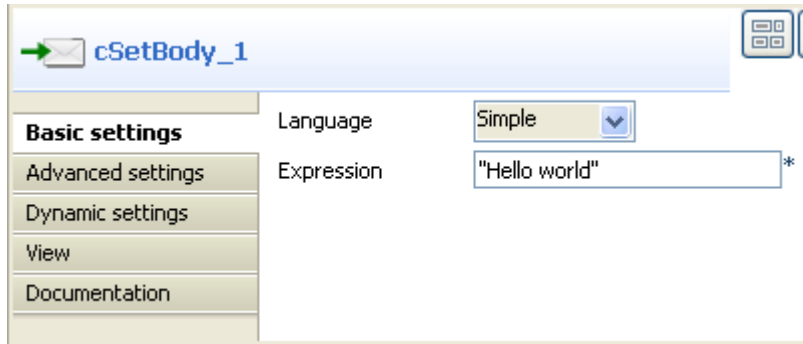 cSetBody_1
Basic settings
Advanced settings
Dynamic settings
View
Documentation
Language Simple
Expression "Hello world" *